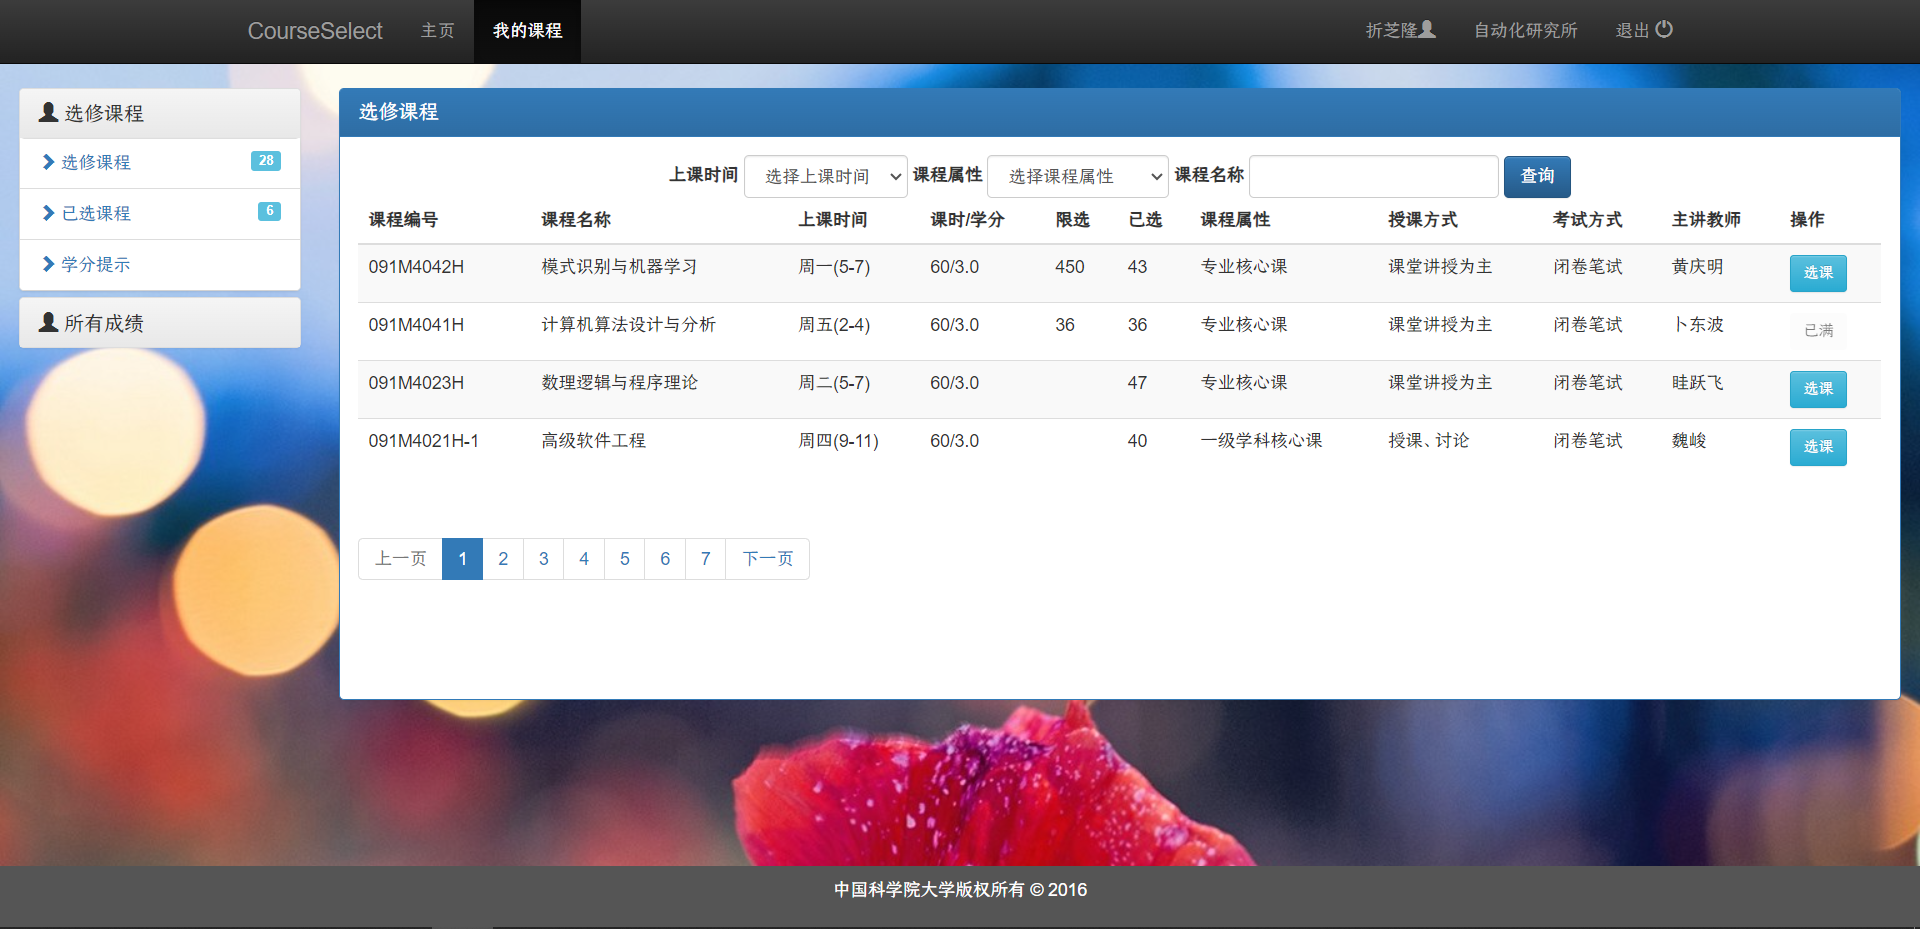 CourseSelect 主页 我的课程 折芝隆 自动化研究所 退出
选修课程
选修课程 28
已选课程 6
学分提示
所有成绩
选修课程
上课时间 选择上课时间 课程属性 选择课程属性 课程名称 查询
课程编号 课程名称 上课时间 课时/学分 限选 已选 课程属性 授课方式 考试方式 主讲教师 操作
091M4042H 模式识别与机器学习 周一(5-7) 60/3.0 450 43 专业核心课 课堂讲授为主 闭卷笔试 黄庆明 选课
091M4041H 计算机算法设计与分析 周五(2-4) 60/3.0 36 36 专业核心课 课堂讲授为主 闭卷笔试 卜东波 已满
091M4023H 数理逻辑与程序理论 周二(5-7) 60/3.0 47 专业核心课 课堂讲授为主 闭卷笔试 眭跃飞 选课
091M4021H-1 高级软件工程 周四(9-11) 60/3.0 40 一级学科核心课 授课、讨论 闭卷笔试 魏峻 选课
上一页 1 2 3 4 5 6 7 下一页
中国科学院大学版权所有 © 2016